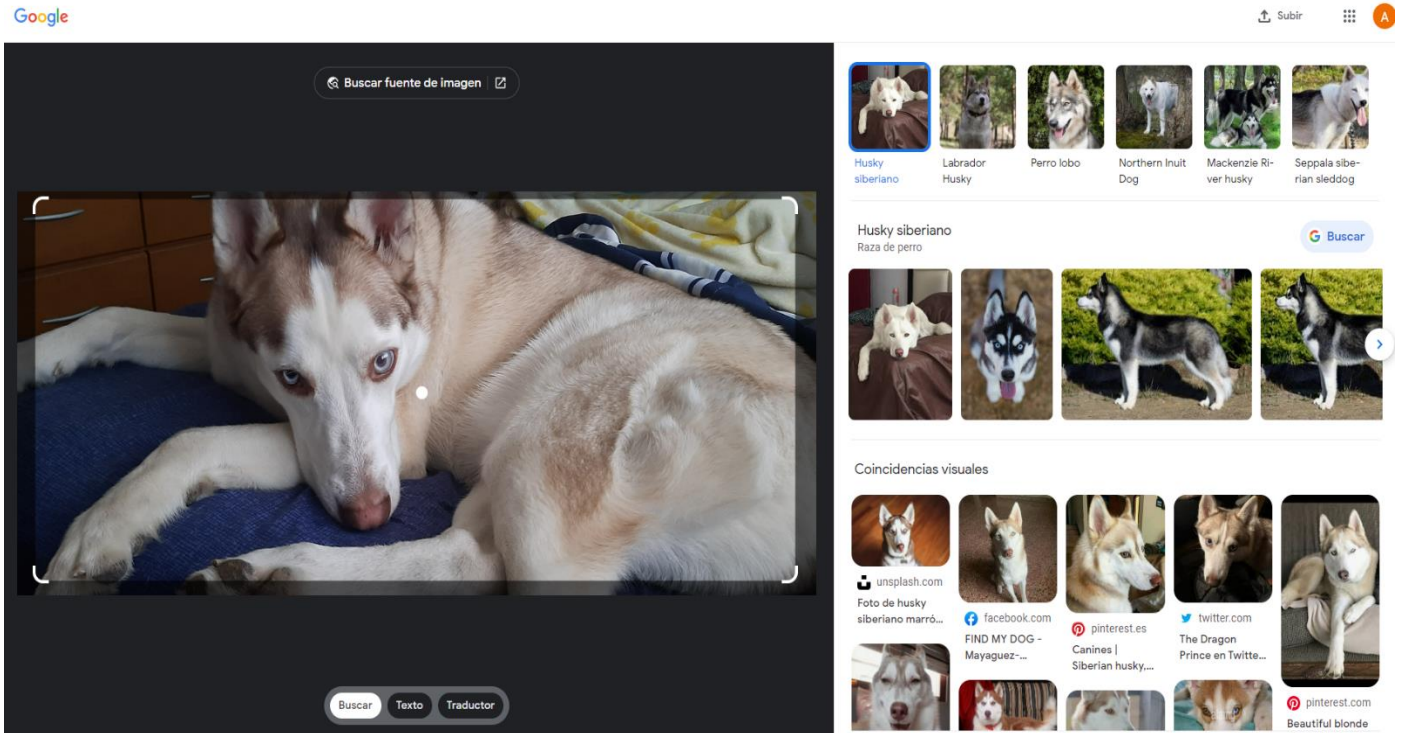 Google
Subir
A
Buscar fuente de imagen
Husky
siberiano
Labrador
Husky
Perro lobo
Northern Inuit
Dog
Mackenzie Ri-
ver husky
Seppala sibe-
rian sleddog
Husky siberiano
Raza de perro
G Buscar
Coincidencias visuales
unsplash.com
Foto de husky
siberiano marró...
facebook.com
FIND MY DOG -
Mayaguez-...
pinterest.es
Canines |
Siberian husky,...
twitter.com
The Dragon
Prince en Twitte...
pinterest.com
Beautiful blonde
Buscar
Texto
Traductor